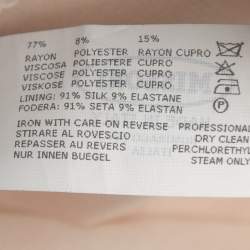 77% 8% 15%
RAYON POLYESTER RAYON CUPRO
VISCOSA POLIESTERE CUPRO
VISCOSE POLYESTER CUPRO
VISKOSE POLYESTER CUPRO
LINING: 91% SILK 9% ELASTANE
FODERA: 91% SETA 9% ELASTAN
IRON WITH CARE ON REVERSE PROFESSIONAL
STIRARE AL ROVESCIO DRY CLEAN
REPASSER AU REVERS PERCHLORETHYL
NUR INNEN BUEGEL STEAM ONLY